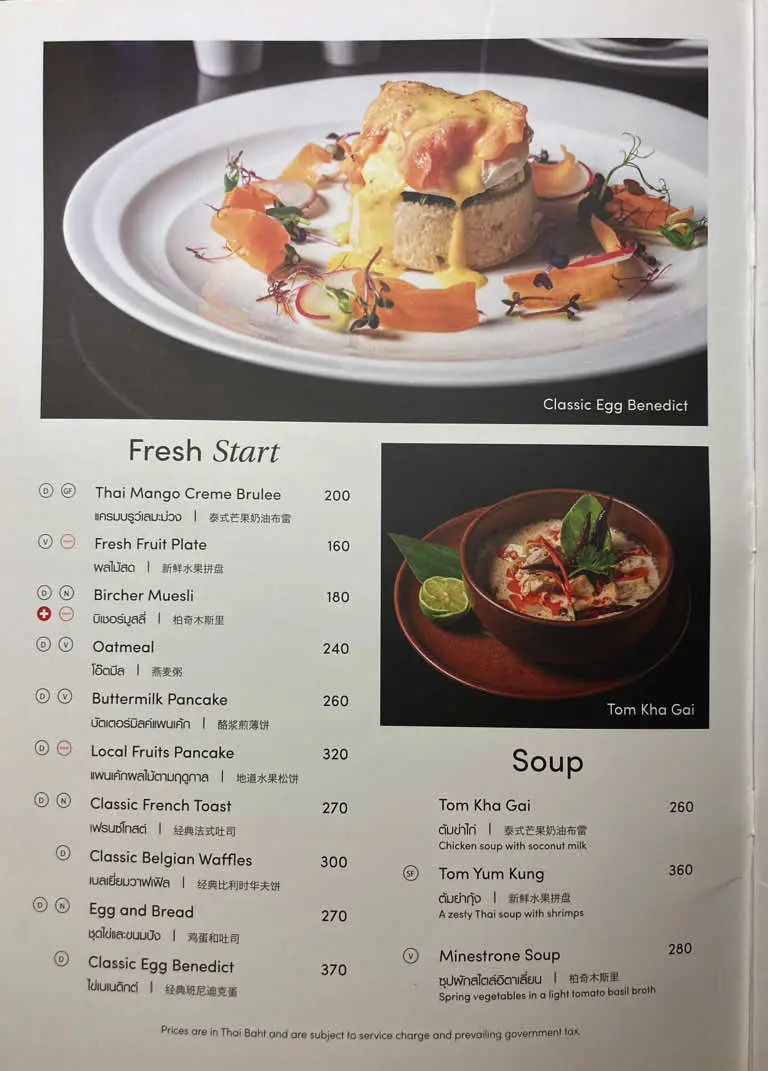 Classic Egg Benedict
Fresh Start
D GF Thai Mango Creme Brulee 200
แครมบรูว์เลมะม่วง | 泰式芒果奶油布雷
V Fresh Fruit Plate 160
ผลไม้สด | 新鲜水果拼盘
D N Bircher Muesli 180
บิเชอร์มูสลี่ | 柏奇木斯里
D V Oatmeal 240
โอ๊ตมีล | 燕麦粥
D V Buttermilk Pancake 260
บัตเตอร์มิลค์แพนเค้ก | 酪浆煎薄饼
D Local Fruits Pancake 320
แพนเค้กผลไม้ตามฤดูกาล | 地道水果松饼
D N Classic French Toast 270
เฟรนช์โทสต์ | 经典法式吐司
D Classic Belgian Waffles 300
เบลเยี่ยมวาฟเฟิล | 经典比利时华夫饼
D N Egg and Bread 270
ชุดไข่และขนมปัง | 鸡蛋和吐司
D Classic Egg Benedict 370
ไข่เบเนดิกต์ | 经典班尼迪克蛋
Tom Kha Gai
Soup
Tom Kha Gai 260
ต้มข่าไก่ | 泰式芒果奶油布雷
Chicken soup with soconut milk
SF Tom Yum Kung 360
ต้มยำกุ้ง | 新鲜水果拼盘
A zesty Thai soup with shrimps
V Minestrone Soup 280
ซุปผักสไตล์อิตาเลี่ยน | 柏奇木斯里
Spring vegetables in a light tomato basil broth
Prices are in Thai Baht and are subject to service charge and prevailing government tax.